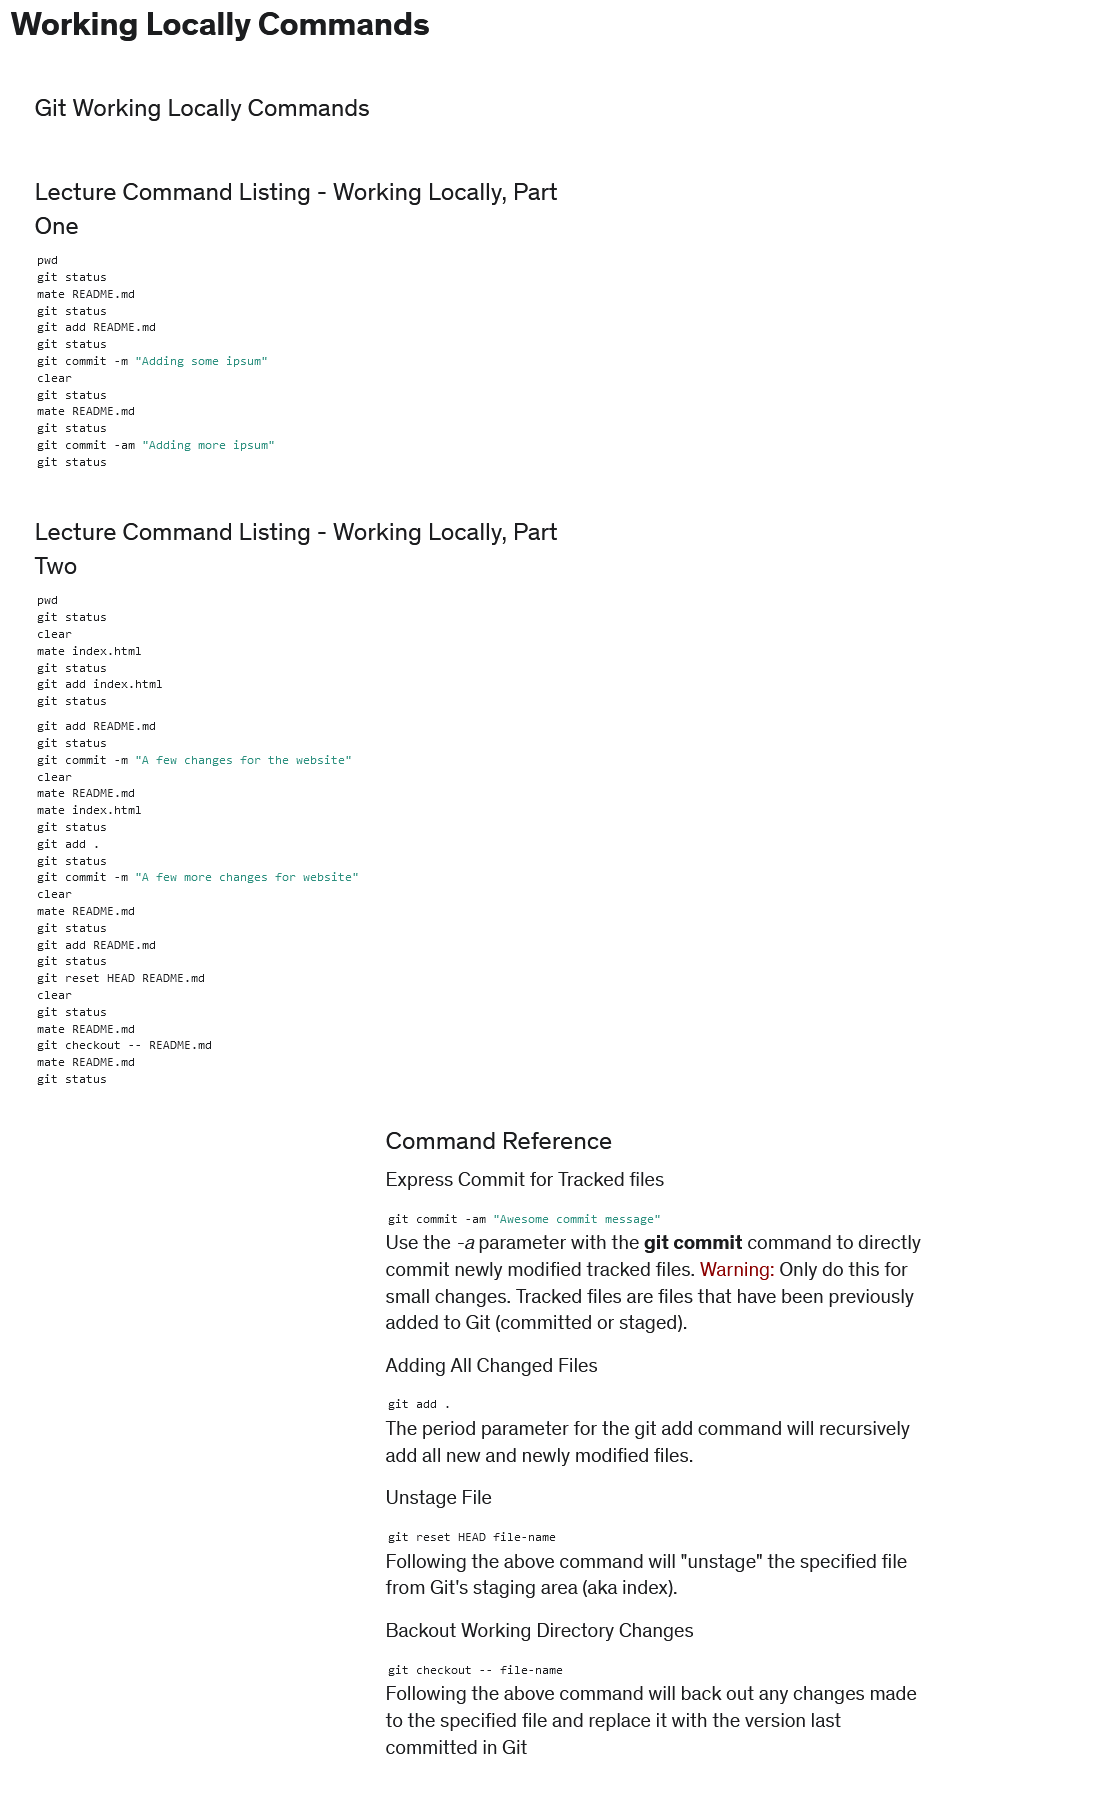 Working Locally Commands
Git Working Locally Commands
Lecture Command Listing - Working Locally, Part
One
pwd
git status
mate README.md
git status
git add README.md
git status
git commit -m "Adding some ipsum"
clear
git status
mate README.md
git status
git commit -am "Adding more ipsum"
git status
Lecture Command Listing - Working Locally, Part
Two
pwd
git status
clear
mate index.html
git status
git add index.html
git status
git add README.md
git status
git commit -m "A few changes for the website"
clear
mate README.md
mate index.html
git status
git add .
git status
git commit -m "A few more changes for website"
clear
mate README.md
git status
git add README.md
git status
git reset HEAD README.md
clear
git status
mate README.md
git checkout -- README.md
mate README.md
git status
Command Reference
Express Commit for Tracked files
git commit -am "Awesome commit message"
Use the -a parameter with the git commit command to directly
commit newly modified tracked files. Warning: Only do this for
small changes. Tracked files are files that have been previously
added to Git (committed or staged).
Adding All Changed Files
git add .
The period parameter for the git add command will recursively
add all new and newly modified files.
Unstage File
git reset HEAD file-name
Following the above command will "unstage" the specified file
from Git's staging area (aka index).
Backout Working Directory Changes
git checkout -- file-name
Following the above command will back out any changes made
to the specified file and replace it with the version last
committed in Git